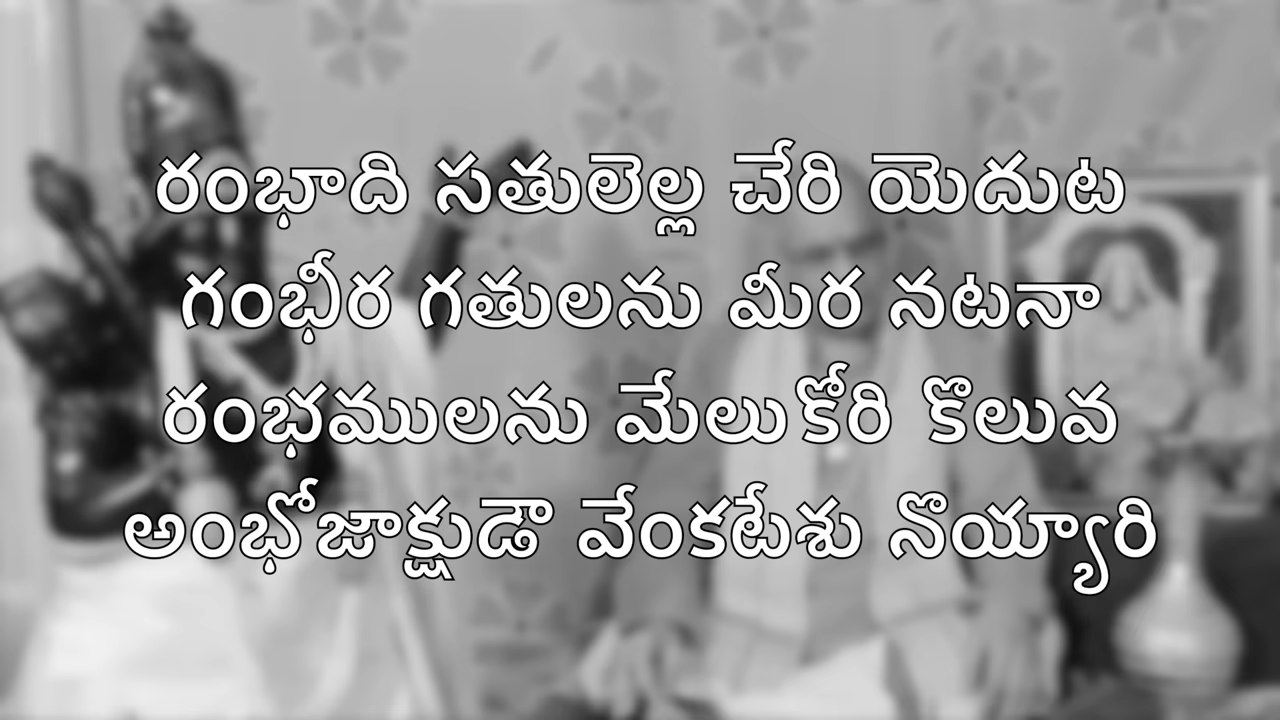 రంభాది సతులెల్ల చేరి యెదుట
గంభీర గతులను మీర నటనా
రంభములను మేలుకోరి కొలువ
అంభోజాక్షుడౌ వేంకటేశు నొయ్యారి